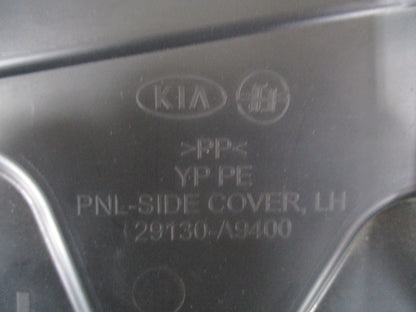 KIA
>PP<
YP PE
PNL-SIDE COVER, LH
29130-A9400